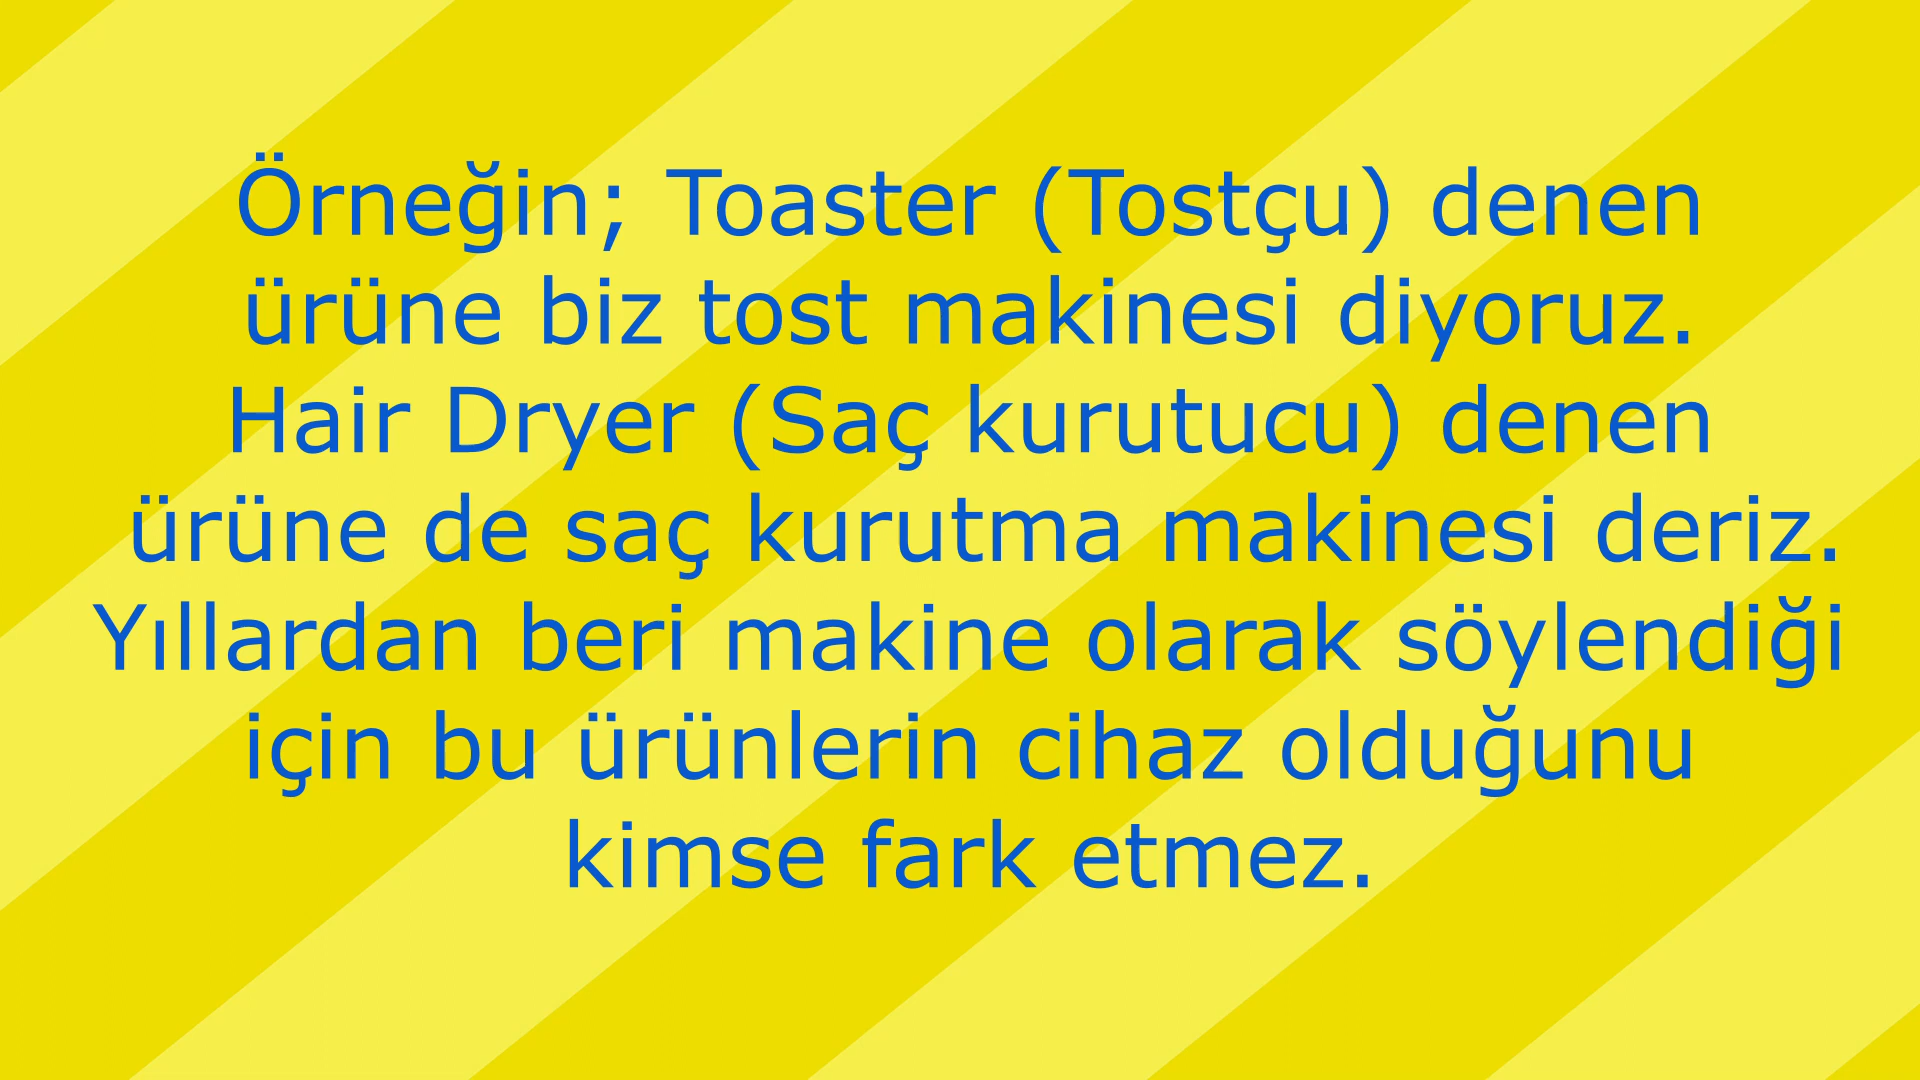 Örneğin; Toaster (Tostçu) denen
ürüne biz tost makinesi diyoruz.
Hair Dryer (Saç kurutucu) denen
ürüne de saç kurutma makinesi deriz.
Yıllardan beri makine olarak söylendiği
için bu ürünlerin cihaz olduğunu
kimse fark etmez.